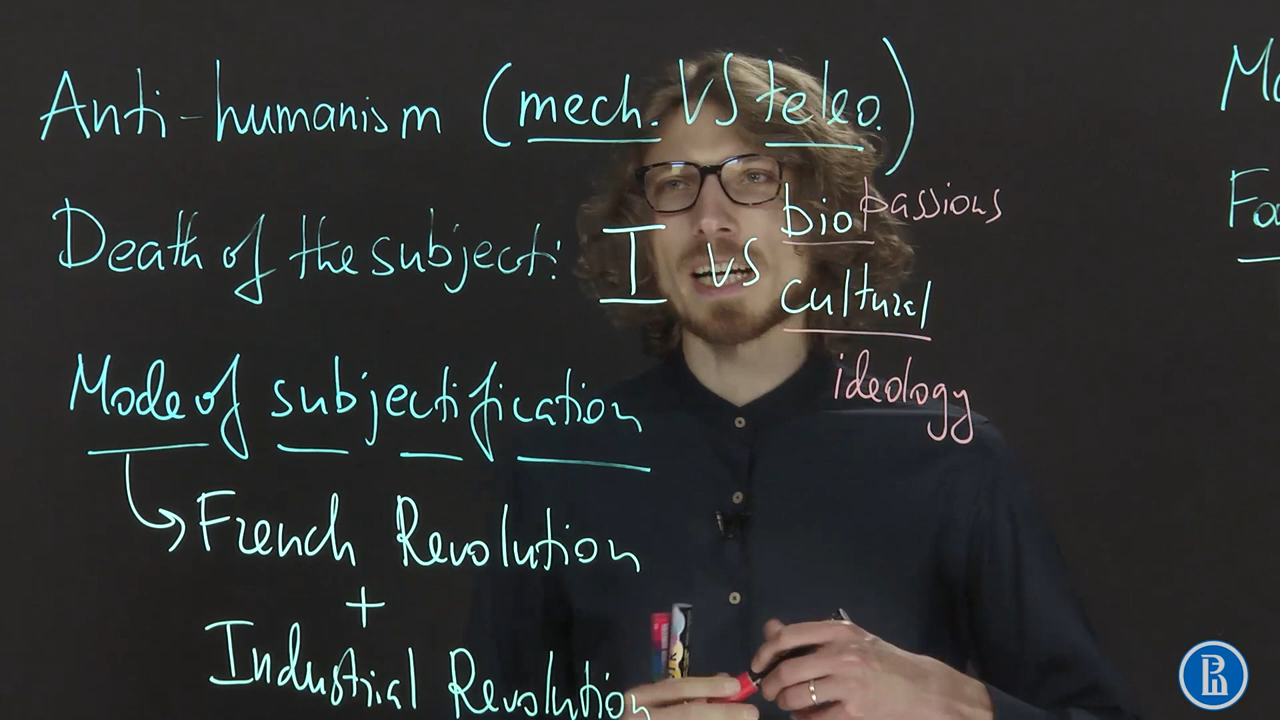 Anti-humanism (mech. VS teleo.)
Death of the subject: I vs bio passions
cultural
ideology
Mode of subjectification
French Revolution
+
Industrial Revolution